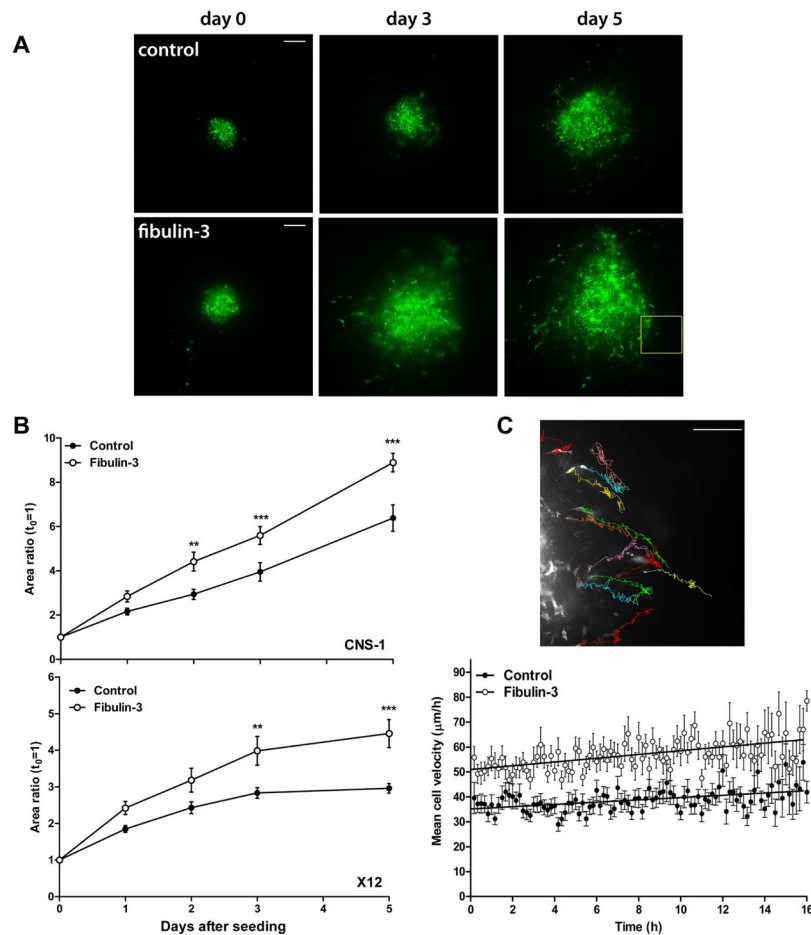 day 0 day 3 day 5
A
control
fibulin-3
B
Control
Fibulin-3
10
8
6
4
2
0
Area ratio (t0=1)
** *** ***
CNS-1
Control
Fibulin-3
6
5
4
3
2
1
0
Area ratio (t0=1)
** ***
X12
0 1 2 3 4 5
Days after seeding
C
Control
Fibulin-3
90
80
70
60
50
40
30
20
10
0
Mean cell velocity (μm/h)
0 2 4 6 8 10 12 14 16
Time (h)